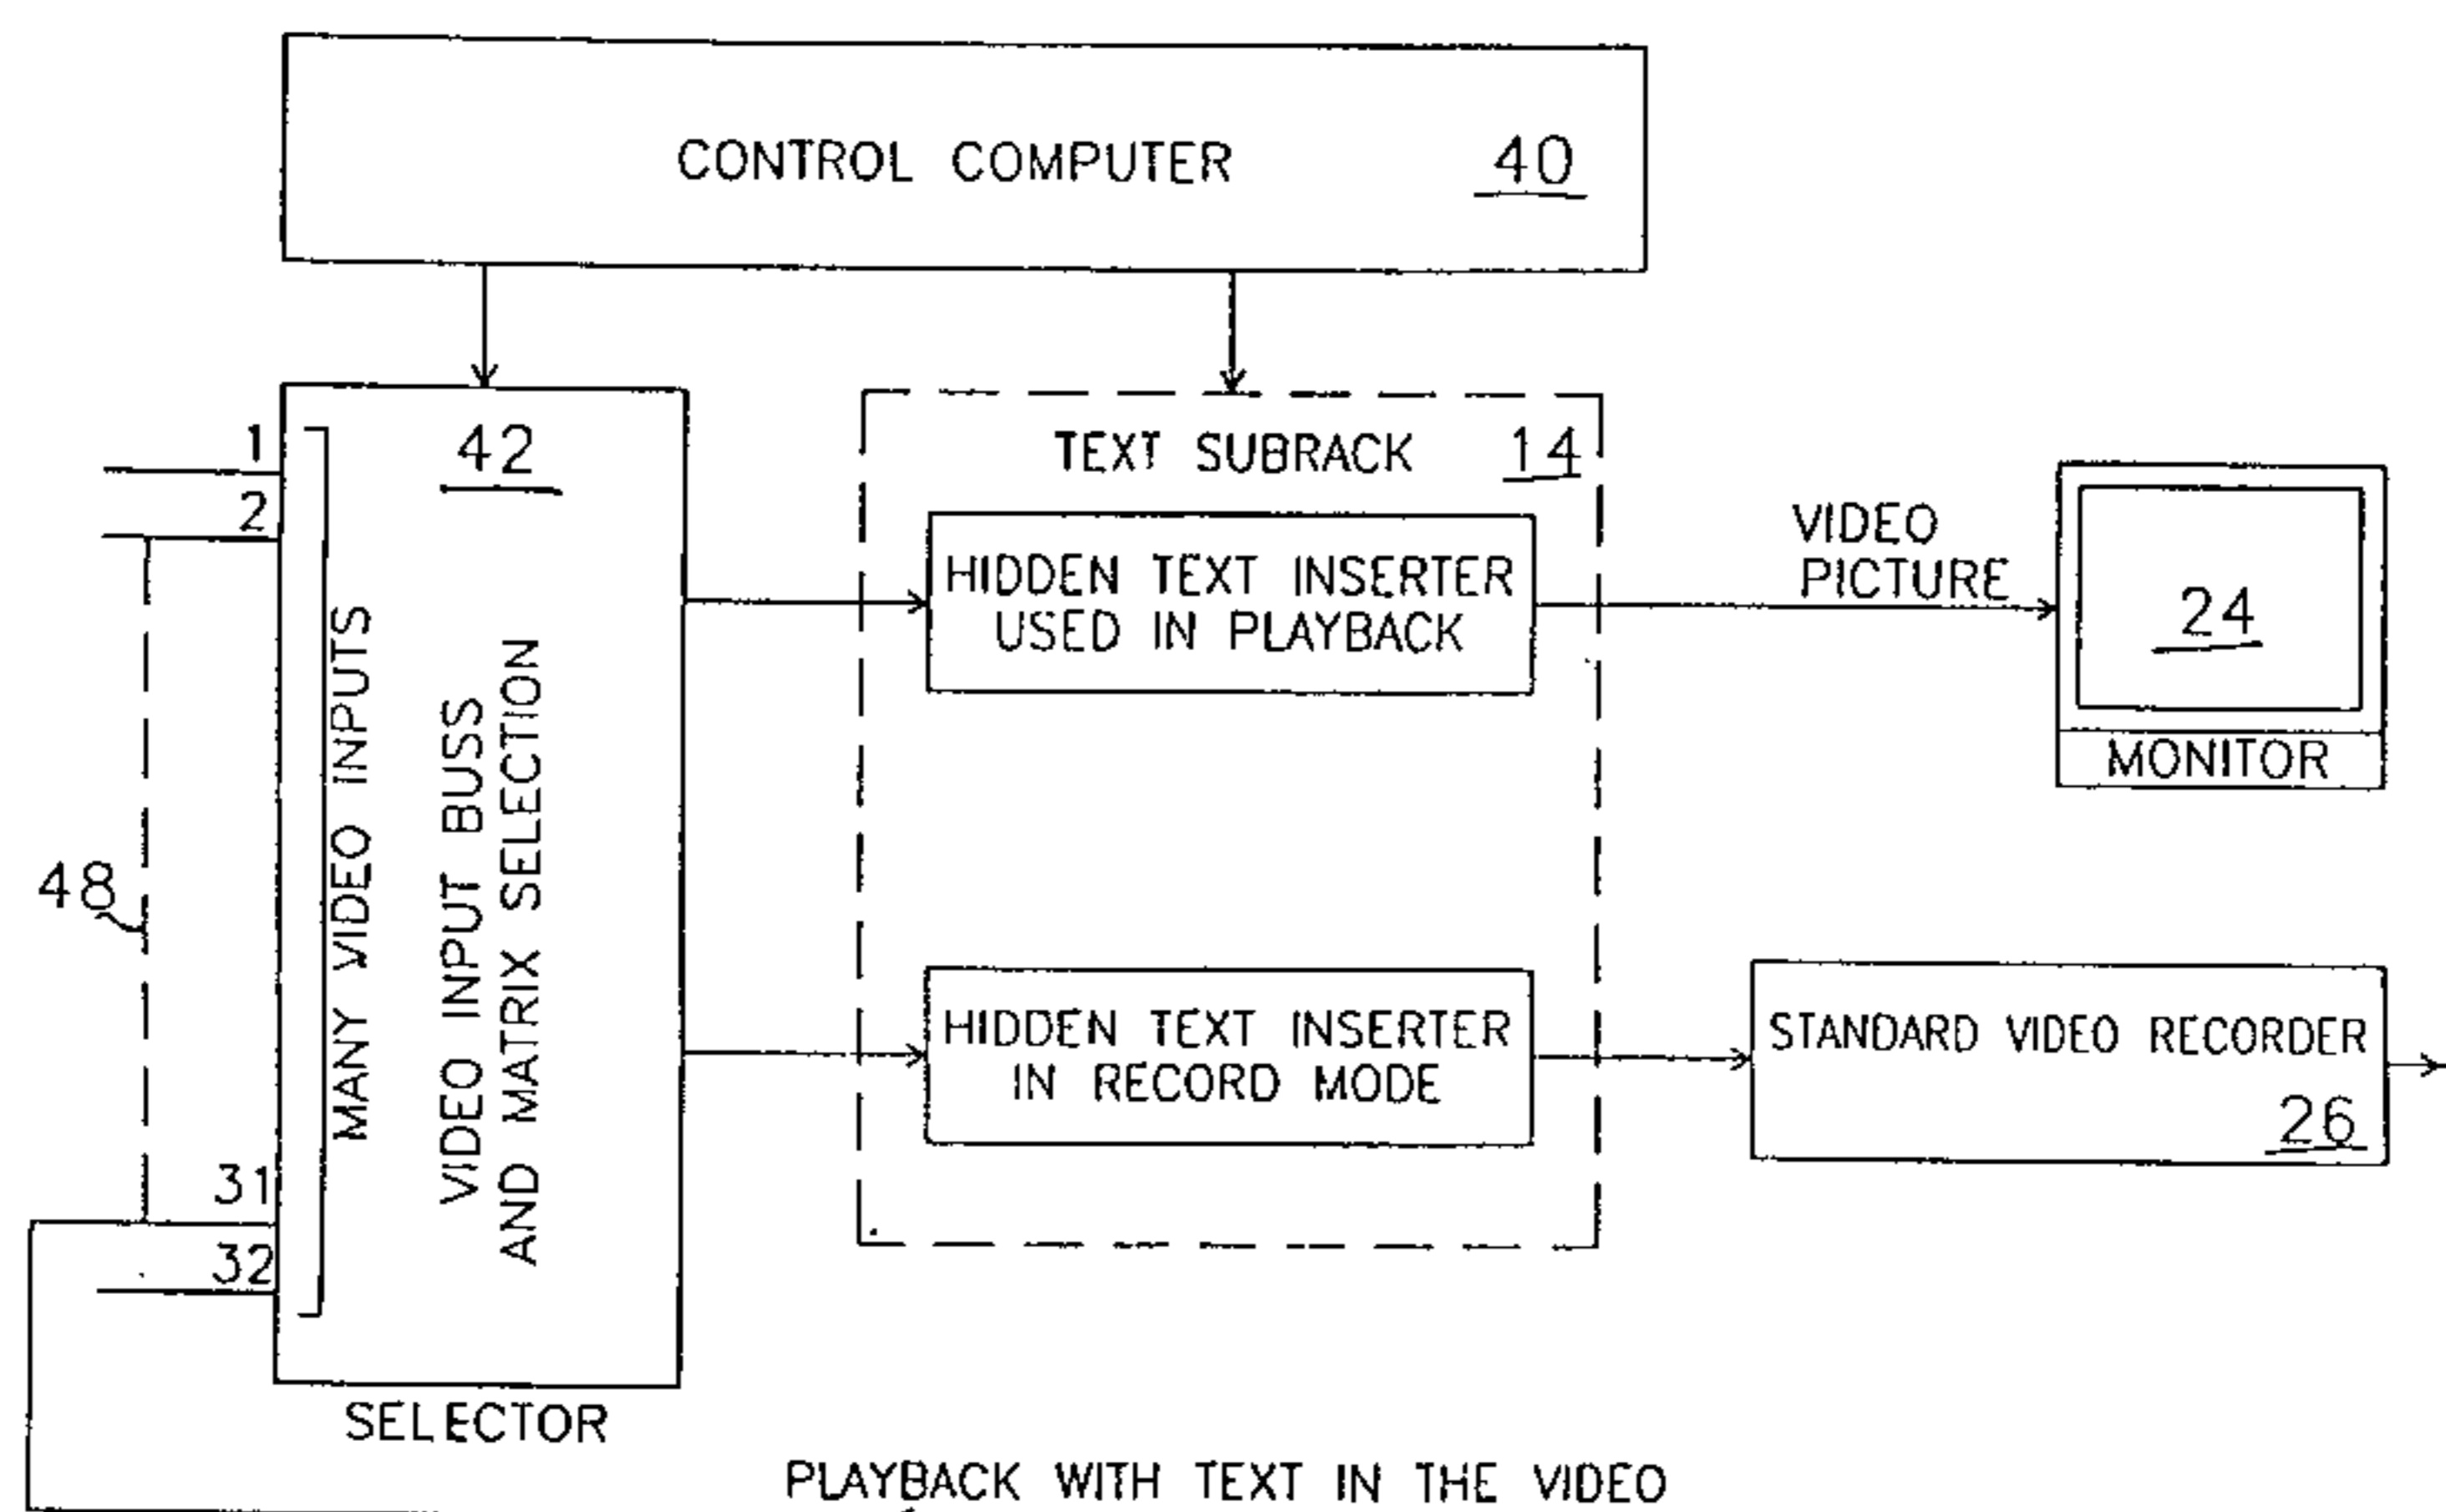 CONTROL COMPUTER 40
1
2
42
MANY VIDEO INPUTS
VIDEO INPUT BUSS
AND MATRIX SELECTION
48
31
32
SELECTOR
TEXT SUBRACK 14
HIDDEN TEXT INSERTER
USED IN PLAYBACK
VIDEO
PICTURE
24
MONITOR
HIDDEN TEXT INSERTER
IN RECORD MODE
STANDARD VIDEO RECORDER
26
PLAYBACK WITH TEXT IN THE VIDEO